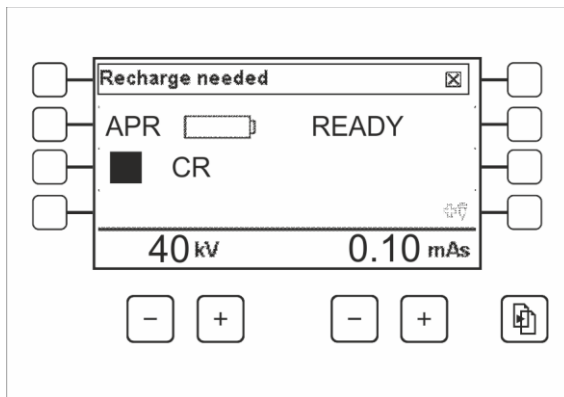 Recharge needed
APR READY
CR
40 kV 0.10 mAs
- + - +